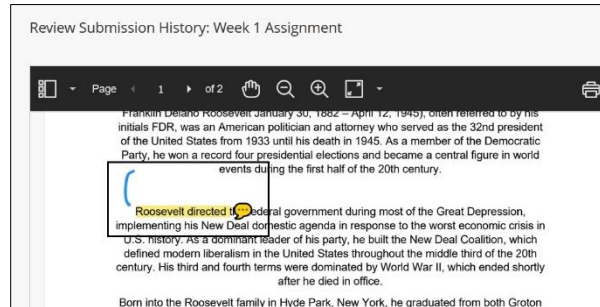 Review Submission History: Week 1 Assignment
Page 1 of 2
Franklin Delano Roosevelt January 30, 1882 – April 12, 1945), often referred to by his
initials FDR, was an American politician and attorney who served as the 32nd president
of the United States from 1933 until his death in 1945. As a member of the Democratic
Party, he won a record four presidential elections and became a central figure in world
events during the first half of the 20th century.
Roosevelt directed the federal government during most of the Great Depression,
implementing his New Deal domestic agenda in response to the worst economic crisis in
U.S. history. As a dominant leader of his party, he built the New Deal Coalition, which
defined modern liberalism in the United States throughout the middle third of the 20th
century. His third and fourth terms were dominated by World War II, which ended shortly
after he died in office.
Born into the Roosevelt family in Hyde Park, New York, he graduated from both Groton